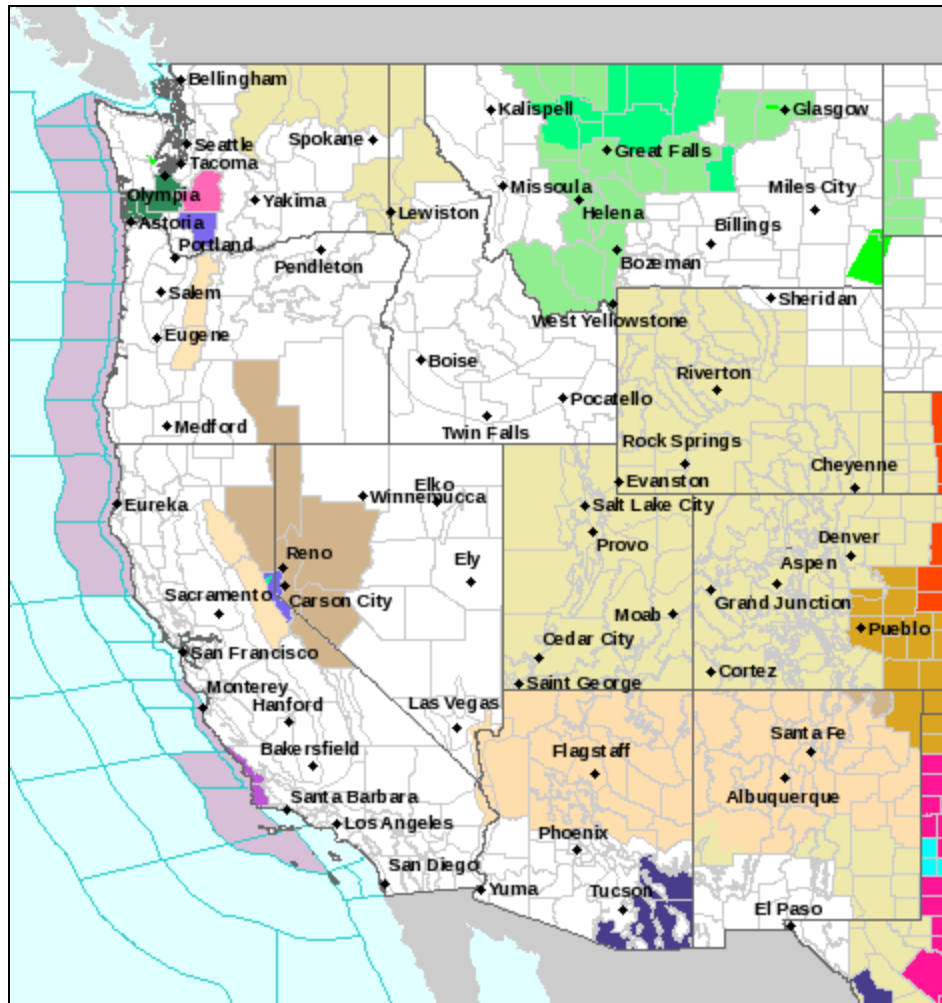 Bellingham
Kalispell
Glasgow
Seattle
Spokane
Great Falls
Tacoma
Olympia
Missoula
Miles City
Yakima
Lewiston
Helena
Astoria
Billings
Portland
Pendleton
Bozeman
Salem
Sheridan
West Yellowstone
Eugene
Boise
Riverton
Pocatello
Medford
Twin Falls
Rock Springs
Cheyenne
Elko
Evanston
Winnemucca
Eureka
Salt Lake City
Provo
Denver
Reno
Ely
Aspen
Sacramento
Carson City
Grand Junction
Moab
Pueblo
Cedar City
San Francisco
Cortez
Saint George
Monterey
Hanford
Las Vegas
Santa Fe
Bakersfield
Flagstaff
Albuquerque
Santa Barbara
Los Angeles
Phoenix
San Diego
Yuma
Tucson
El Paso